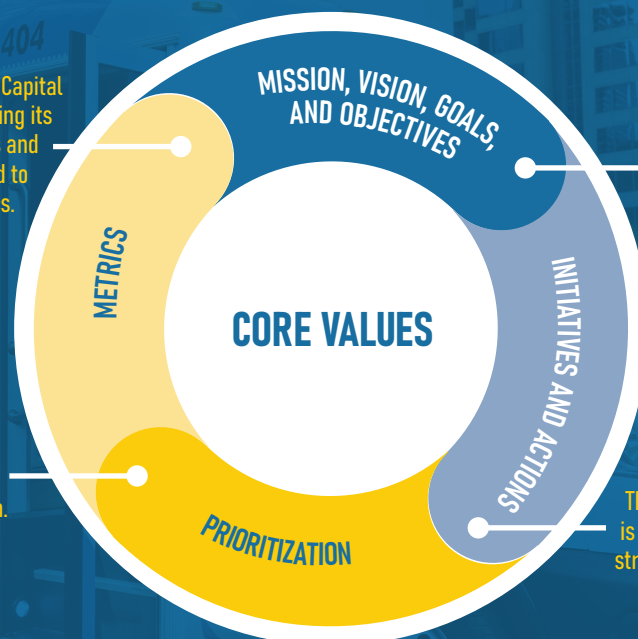 404
Capital
ing its
and
d to
s.
MISSION, VISION, GOALS,
AND OBJECTIVES
METRICS
CORE VALUES
INITIATIVES AND ACTIONS
PRIORITIZATION
Th
is
str